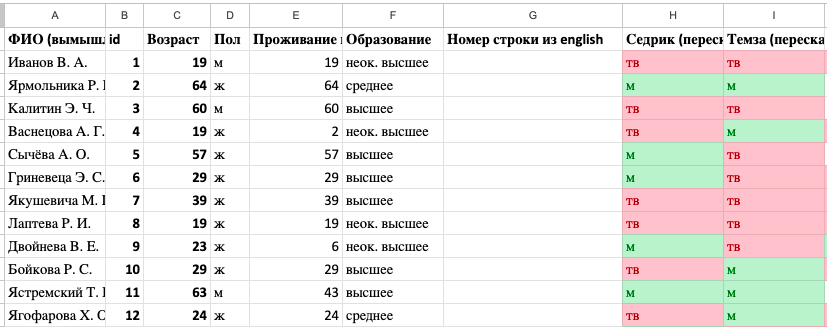 A B C D E F G H I
ФИО (вымышл id Возраст Пол Проживание Образование Номер строки из english Седрик (переск Темза (переска
Иванов В. А. 1 19 м 19 неок. высшее тв тв
Ярмольника Р. 2 64 ж 64 среднее м м
Калитин Э. Ч. 3 60 м 60 высшее тв тв
Васнецова А. Г. 4 19 ж 2 неок. высшее тв м
Сычёва А. О. 5 57 ж 57 высшее м тв
Гриневеца Э. С. 6 29 ж 29 высшее м тв
Якушевича М. 7 39 ж 39 высшее тв тв
Лаптева Р. И. 8 19 ж 19 неок. высшее тв тв
Двойнева В. Е. 9 23 ж 6 неок. высшее м тв
Бойкова Р. С. 10 29 ж 29 высшее тв м
Ястремский Т. 11 63 м 43 высшее м м
Ягофарова Х. О 12 24 ж 24 среднее тв м